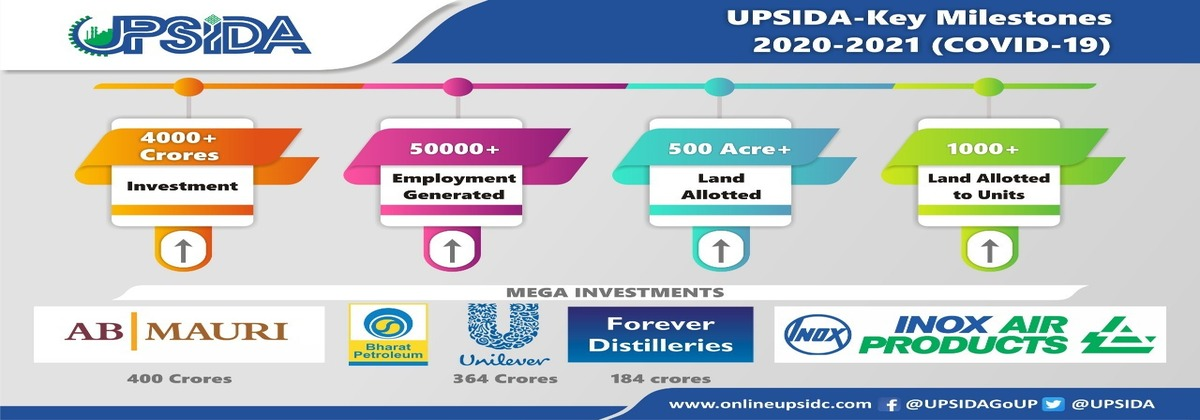 UPSIDA
UPSIDA-Key Milestones
2020-2021 (COVID-19)
4000+
Crores
Investment
50000+
Employment
Generated
500 Acre+
Land
Allotted
1000+
Land Allotted
to Units
MEGA INVESTMENTS
AB MAURI
400 Crores
Bharat
Petroleum
Unilever
364 Crores
Forever
Distilleries
184 crores
INOX
INOX AIR
PRODUCTS
www.onlineupsidc.com @UPSIDAGoUP @UPSIDA